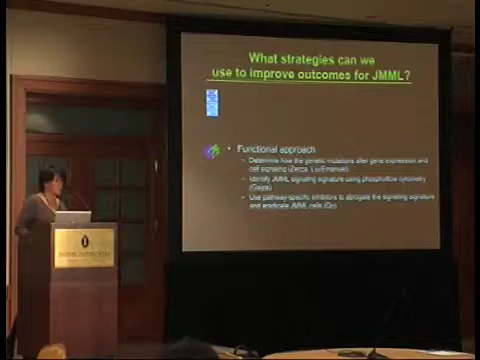 What strategies can we
use to improve outcomes for JMML?
• Functional approach
– Determine how the genetic mutations alter gene expression and
cell signaling (Zecca, Liu/Emanuel)
– Identify JMML signaling signature using phosphoflow cytometry
– Use pathway-specific inhibitors to abrogate the signaling signature
and eradicate JMML cells